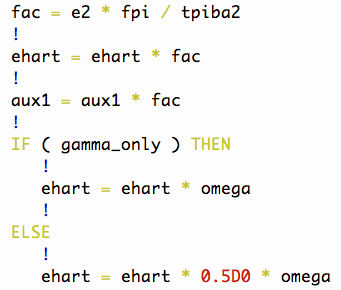 fac = e2 * fpi / tpiba2
!
ehart = ehart * fac
!
aux1 = aux1 * fac
!
IF ( gamma_only ) THEN
   !
   ehart = ehart * omega
   !
ELSE
   !
   ehart = ehart * 0.5D0 * omega